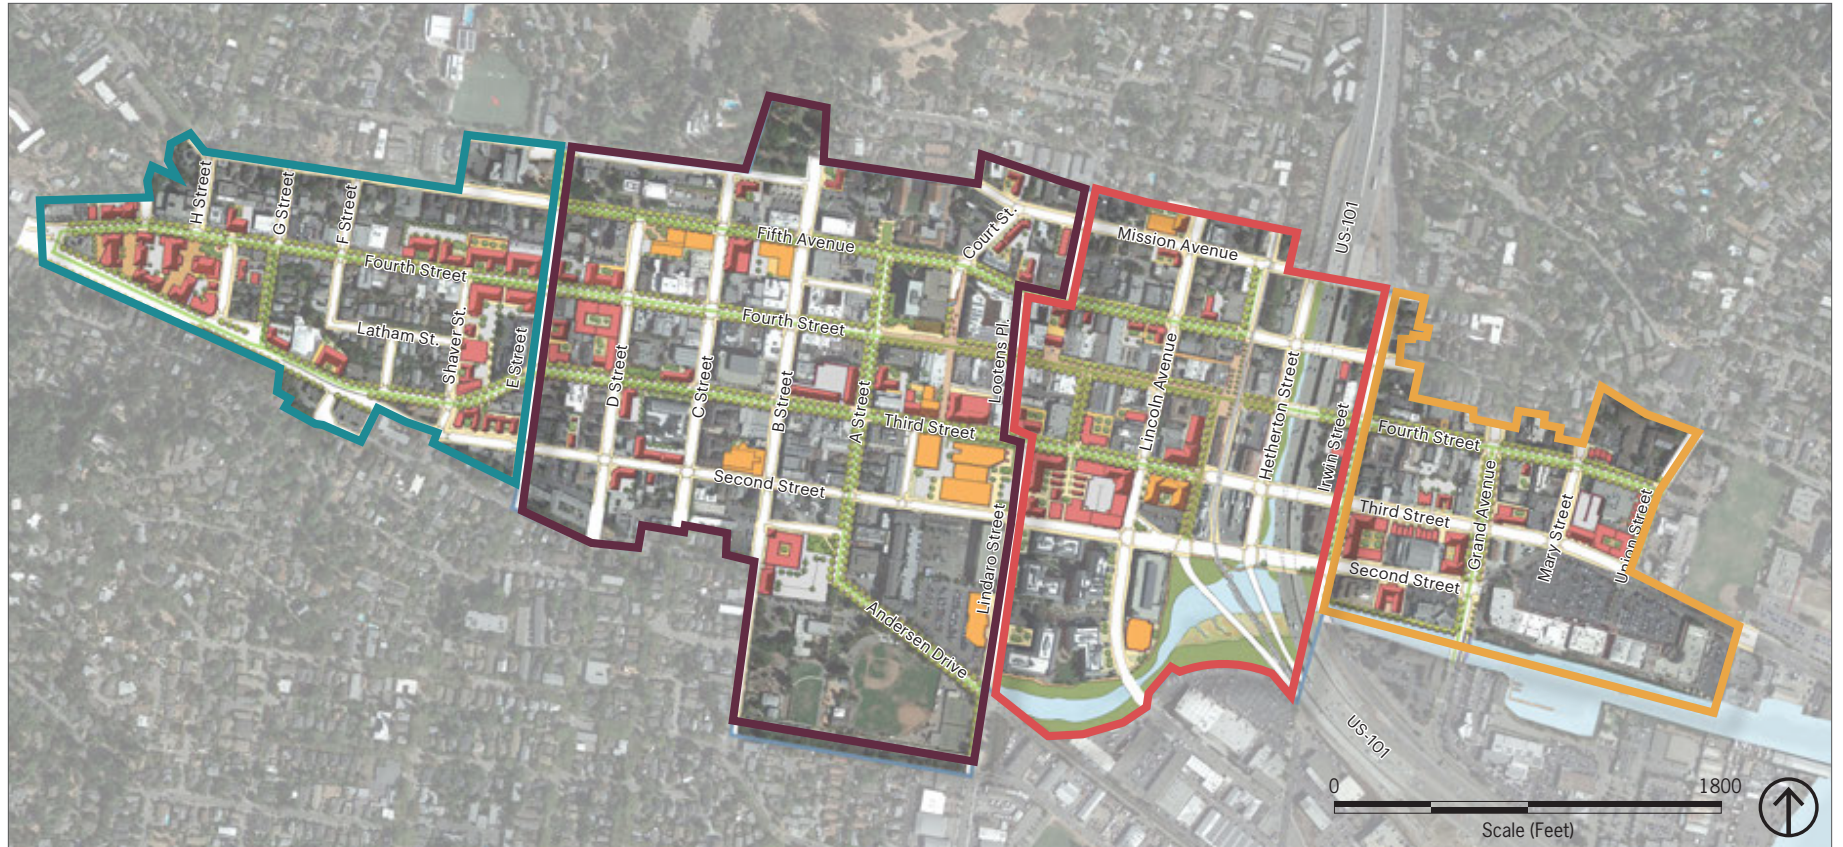 US-101
H Street
G Street
F Street
Court St.
Mission Avenue
Fifth Avenue
Fourth Street
Fourth Street
Latham St.
Shaver St.
E Street
D Street
C Street
B Street
A Street
Lootens Pl.
Lincoln Avenue
Hetherton Street
Irwin Street
Fourth Street
Third Street
Second Street
Third Street
Grand Avenue
Mary Street
Union Street
Second Street
Lindaro Street
Andersen Drive
US-101
0
1800
Scale (Feet)